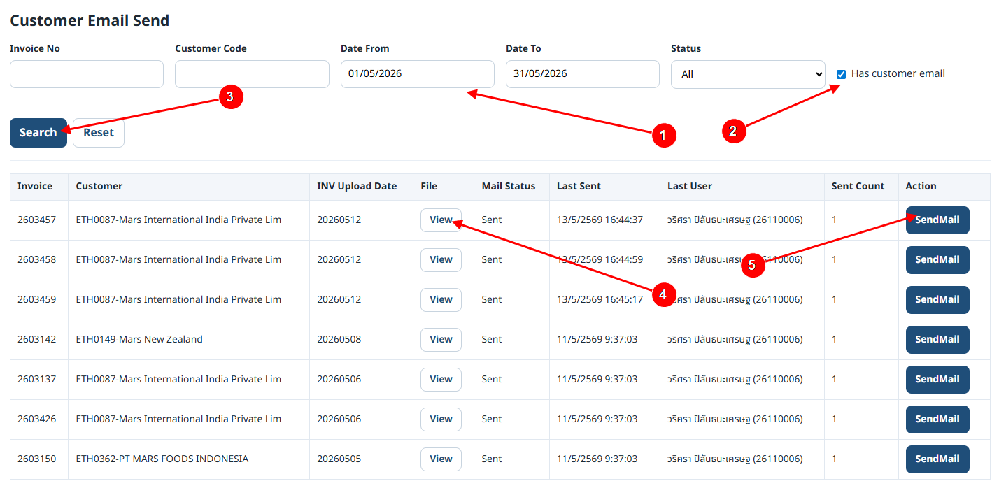 Customer Email Send
Invoice No Customer Code Date From Date To Status
01/05/2026 31/05/2026 All Has customer email
3
Search Reset
1 2
Invoice Customer INV Upload Date File Mail Status Last Sent Last User Sent Count Action
2603457 ETH0087-Mars International India Private Lim 20260512 View Sent 13/5/2569 16:44:37 วริศรา ปิลันธนะเศรษฐ (26110006) 1 SendMail
2603458 ETH0087-Mars International India Private Lim 20260512 View Sent 13/5/2569 16:44:59 วริศรา ปิลันธนะเศรษฐ (26110006) 1 SendMail
5
2603459 ETH0087-Mars International India Private Lim 20260512 View Sent 13/5/2569 16:45:17 วริศรา ปิลันธนะเศรษฐ (26110006) 1 SendMail
4
2603142 ETH0149-Mars New Zealand 20260508 View Sent 11/5/2569 9:37:03 วริศรา ปิลันธนะเศรษฐ (26110006) 1 SendMail
2603137 ETH0087-Mars International India Private Lim 20260506 View Sent 11/5/2569 9:37:03 วริศรา ปิลันธนะเศรษฐ (26110006) 1 SendMail
2603426 ETH0087-Mars International India Private Lim 20260506 View Sent 11/5/2569 9:37:03 วริศรา ปิลันธนะเศรษฐ (26110006) 1 SendMail
2603150 ETH0362-PT MARS FOODS INDONESIA 20260505 View Sent 11/5/2569 9:37:03 วริศรา ปิลันธนะเศรษฐ (26110006) 1 SendMail